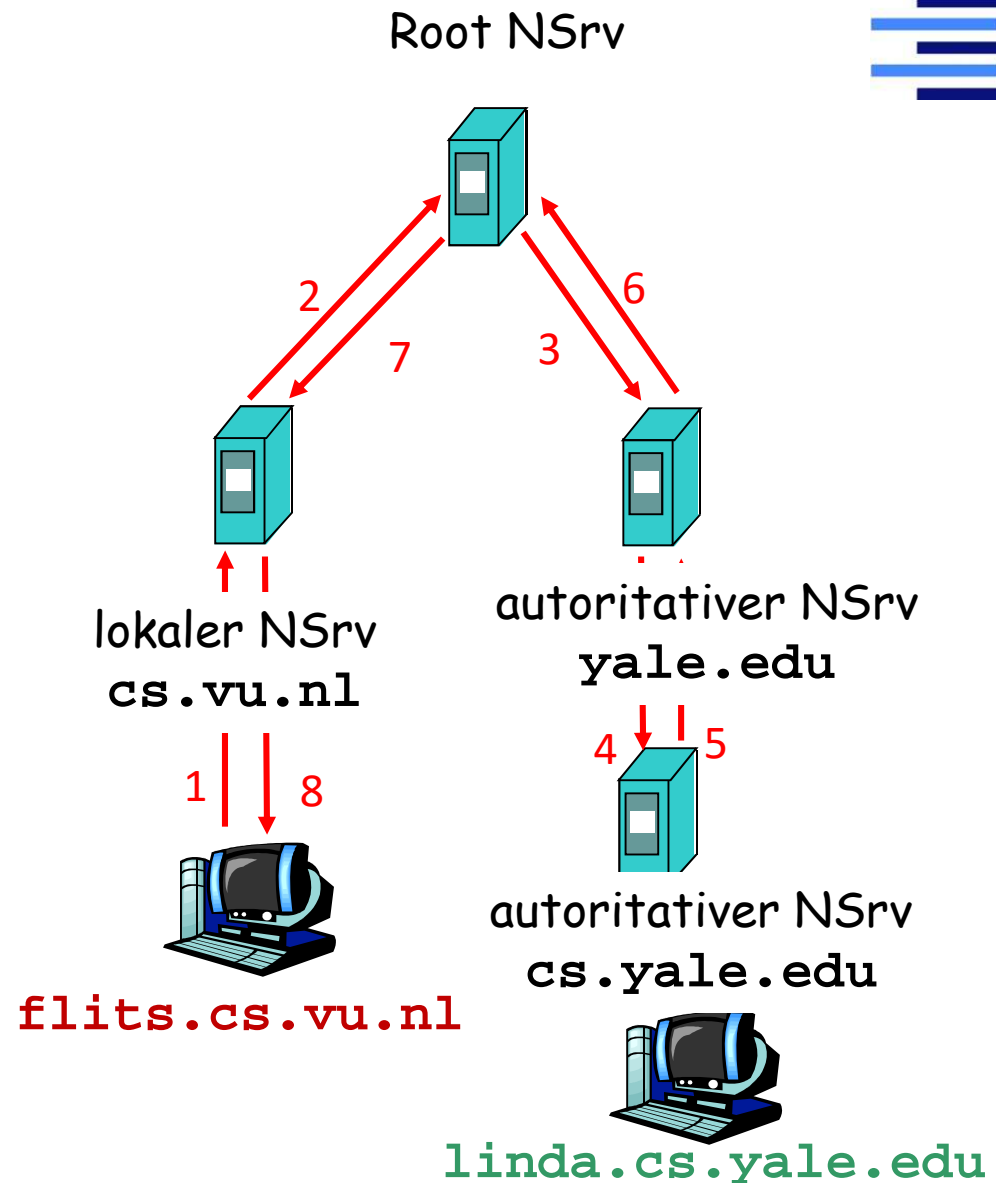 Root NSrv
2
6
3
7
lokaler NSrv
cs.vu.nl
autoritativer NSrv
yale.edu
1
8
4
5
flits.cs.vu.nl
autoritativer NSrv
cs.yale.edu
linda.cs.yale.edu